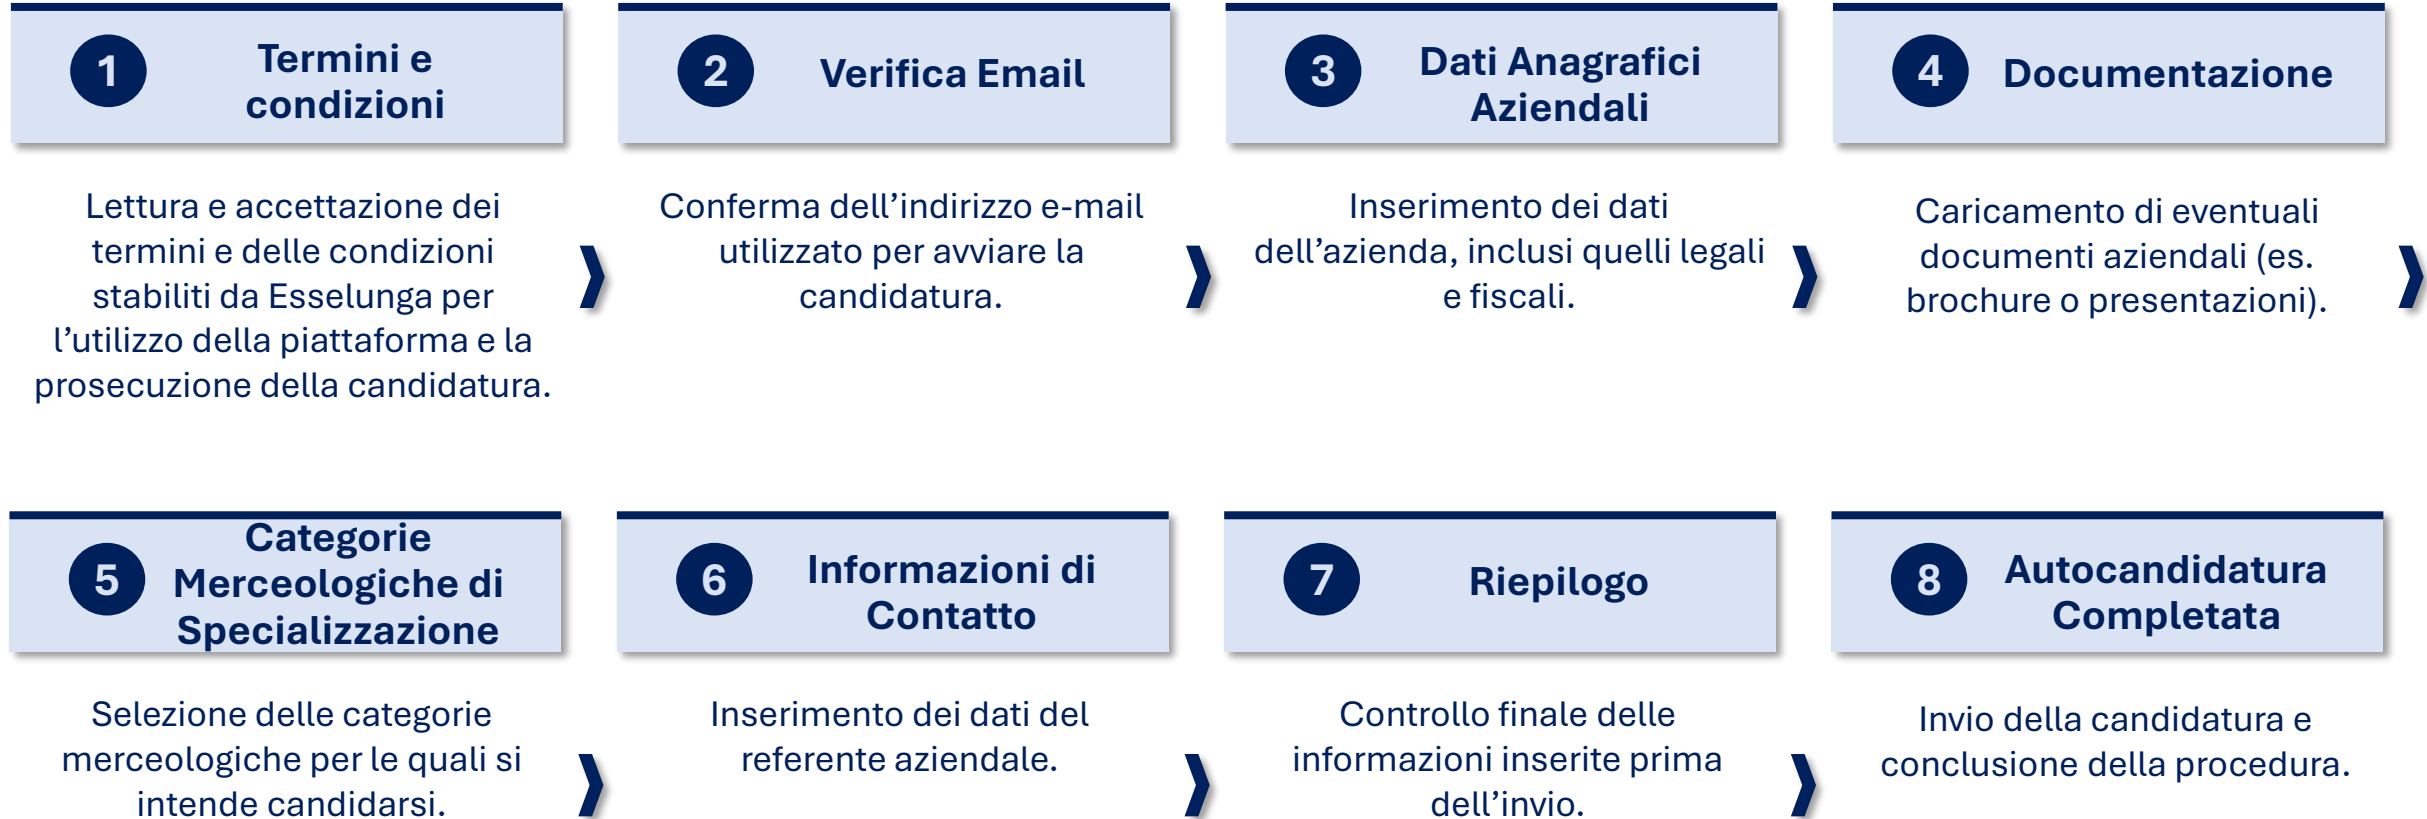 1
Termini e
condizioni
Lettura e accettazione dei
termini e delle condizioni
stabiliti da Esselunga per
l’utilizzo della piattaforma e la
prosecuzione della candidatura.
2
Verifica Email
Conferma dell’indirizzo e-mail
utilizzato per avviare la
candidatura.
3
Dati Anagrafici
Aziendali
Inserimento dei dati
dell’azienda, inclusi quelli legali
e fiscali.
4
Documentazione
Caricamento di eventuali
documenti aziendali (es.
brochure o presentazioni).
5
Categorie
Merceologiche di
Specializzazione
Selezione delle categorie
merceologiche per le quali si
intende candidarsi.
6
Informazioni di
Contatto
Inserimento dei dati del
referente aziendale.
7
Riepilogo
Controllo finale delle
informazioni inserite prima
dell’invio.
8
Autocandidatura
Completata
Invio della candidatura e
conclusione della procedura.